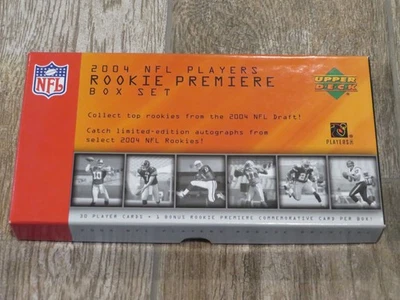 2004 NFL PLAYERS
ROOKIE PREMIERE
BOX SET
NFL
UPPER
DECK
Collect top rookies from the 2004 NFL Draft!
Catch limited-edition autographs from
select 2004 NFL Rookies!
PLAYERS
30 PLAYER CARDS • 1 BONUS ROOKIE PREMIERE COMMEMORATIVE CARD PER BOX!